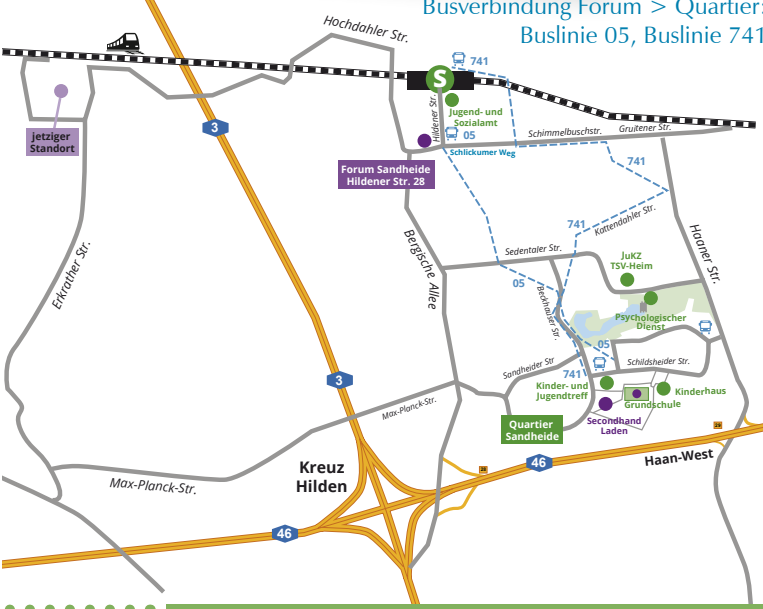 Busverbindung Forum > Quartier:
Buslinie 05, Buslinie 741
Hochdahler Str.
741
S
3
Jugend- und
Sozialamt
Hildener Str.
05
Schimmelbuschstr.
Gruitener Str.
Schlickumer Weg
jetziger
Standort
Forum Sandheide
Hildener Str. 28
741
Kattendahler Str.
741
Haaner Str.
Bergische Allee
Sedentaler Str.
JuKZ
TSV-Heim
Erkrather Str.
05
Beckhauser Str.
Psychologischer
Dienst
05
Schildsheider Str.
Sandheider Str
741
3
Kinder- und
Jugendtreff
Kinderhaus
Grundschule
Max-Planck-Str.
Secondhand
Laden
Quartier
Sandheide
Haan-West
46
Kreuz
Hilden
Max-Planck-Str.
46